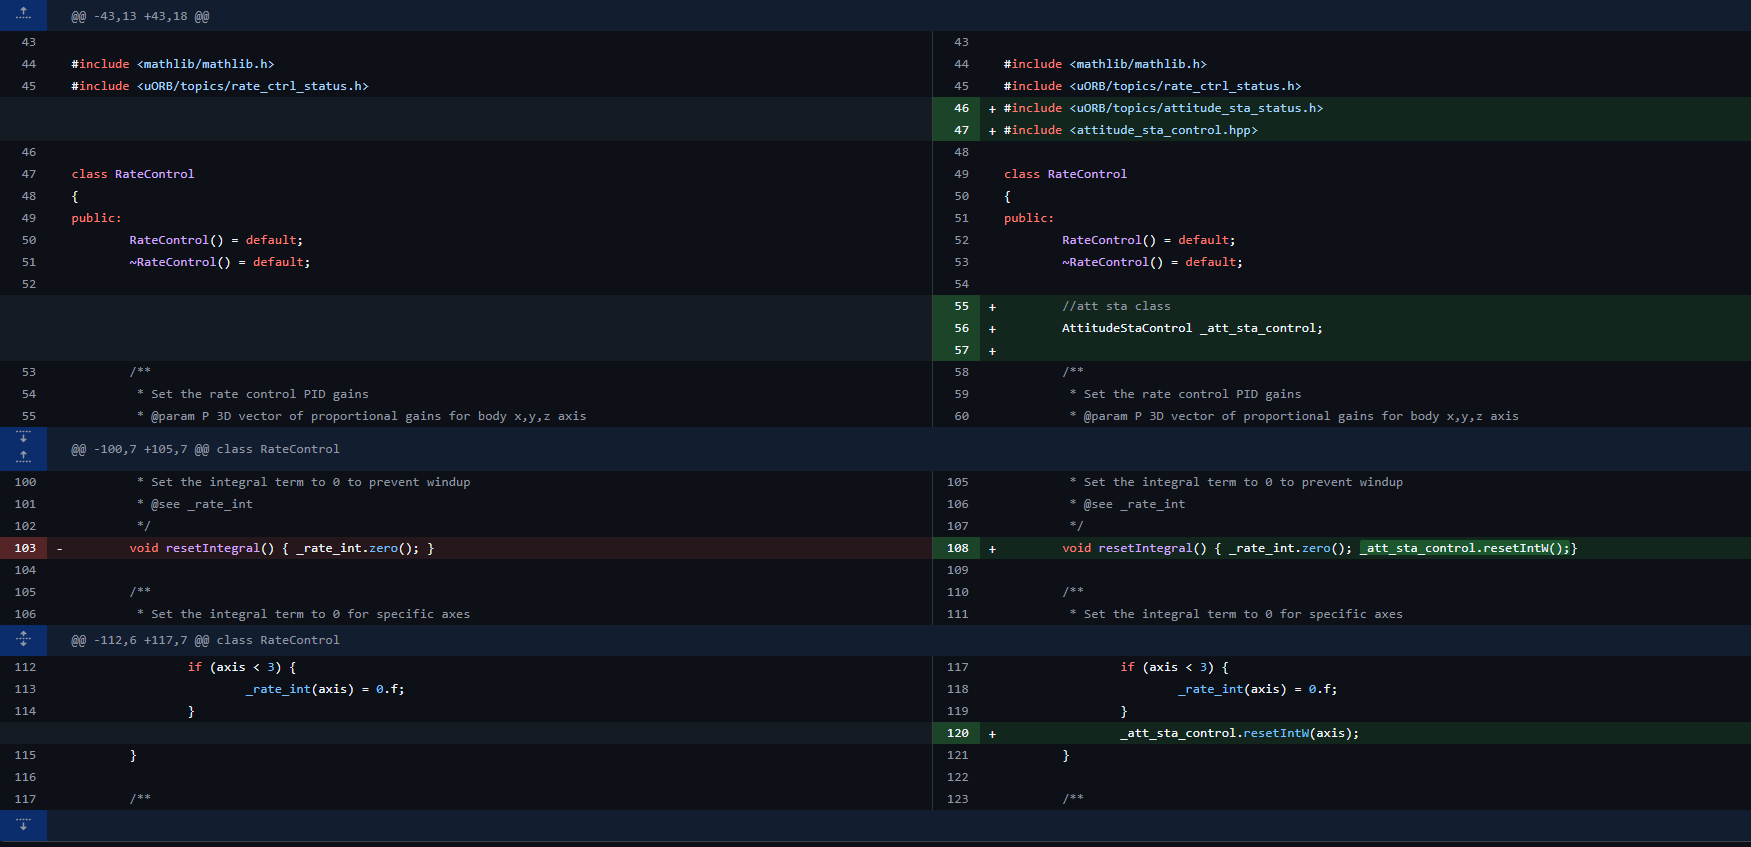 @@ -43,13 +43,18 @@
43 43
44 #include <mathlib/mathlib.h> 44 #include <mathlib/mathlib.h>
45 #include <uORB/topics/rate_ctrl_status.h> 45 #include <uORB/topics/rate_ctrl_status.h>
46 + #include <uORB/topics/attitude_sta_status.h>
47 + #include <attitude_sta_control.hpp>
46 48
47 class RateControl 49 class RateControl
48 { 50 {
49 public: 51 public:
50 RateControl() = default; 52 RateControl() = default;
51 ~RateControl() = default; 53 ~RateControl() = default;
52 54
55 + //att sta class
56 + AttitudeStaControl _att_sta_control;
57 +
53 /** 58 /**
54 * Set the rate control PID gains 59 * Set the rate control PID gains
55 * @param P 3D vector of proportional gains for body x,y,z axis 60 * @param P 3D vector of proportional gains for body x,y,z axis
@@ -100,7 +105,7 @@ class RateControl
100 * Set the integral term to 0 to prevent windup 105 * Set the integral term to 0 to prevent windup
101 * @see _rate_int 106 * @see _rate_int
102 */ 107 */
103 - void resetIntegral() { _rate_int.zero(); } 108 + void resetIntegral() { _rate_int.zero(); _att_sta_control.resetIntW();}
104 109
105 /** 110 /**
106 * Set the integral term to 0 for specific axes 111 * Set the integral term to 0 for specific axes
@@ -112,6 +117,7 @@ class RateControl
112 if (axis < 3) { 117 if (axis < 3) {
113 _rate_int(axis) = 0.f; 118 _rate_int(axis) = 0.f;
114 } 119 }
120 + _att_sta_control.resetIntW(axis);
115 } 121 }
116 122
117 /** 123 /**